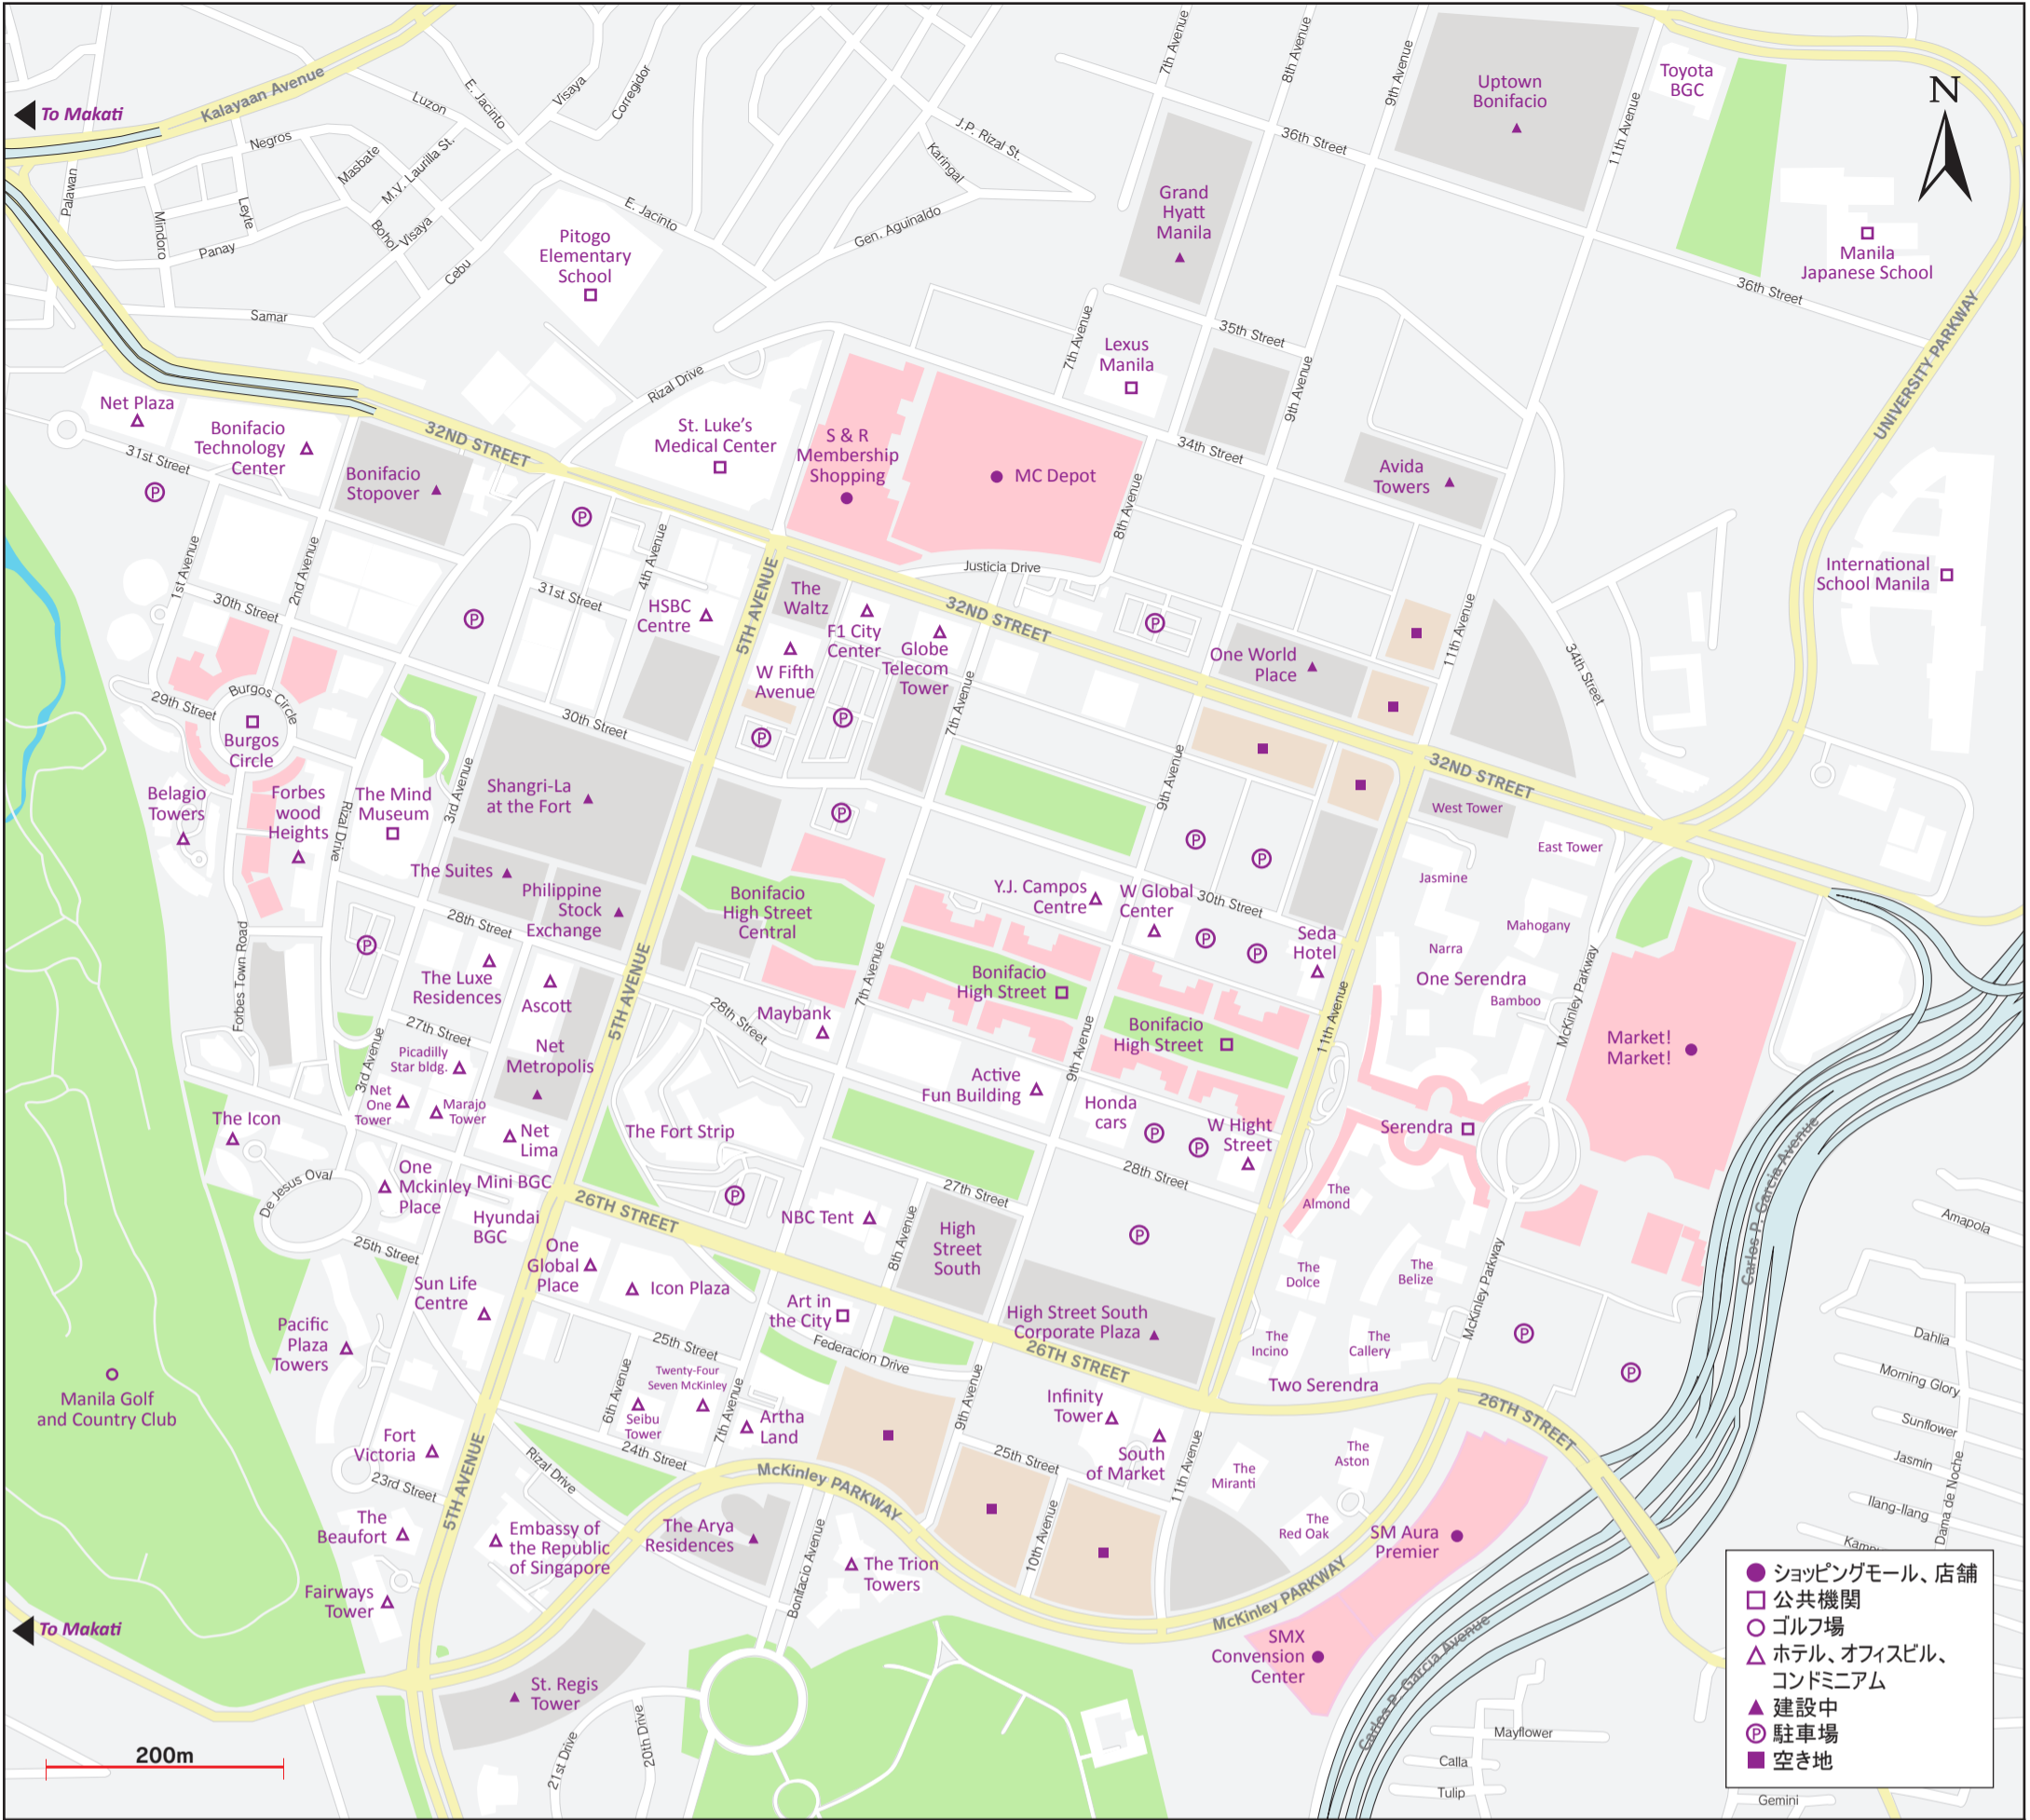 To Makati
Kalayaan Avenue
Palawan
Negros
Masbate
M.V. Laurilla St.
Luzon
E. Jacinto
Visaya
Corregidor
Mindoro
Leyte
Panay
Boho
Visaya
Cebu
Samar
E. Jacinto
Pitogo
Elementary
School
J.P. Rizal St.
Karingal
Gen. Aguinaldo
7th Avenue
8th Avenue
9th Avenue
36th Street
Uptown
Bonifacio
11th Avenue
Toyota
BGC
N
Grand
Hyatt
Manila
Manila
Japanese School
36th Street
UNIVERSITY PARKWAY
35th Street
7th Avenue
Lexus
Manila
9th Avenue
Rizal Drive
Net Plaza
Bonifacio
Technology
Center
31st Street
P
32ND STREET
Bonifacio
Stopover
St. Luke's
Medical Center
S & R
Membership
Shopping
MC Depot
34th Street
8th Avenue
Avida
Towers
P
1st Avenue
2nd Avenue
4th Avenue
Justicia Drive
International
School Manila
30th Street
31st Street
P
HSBC
Centre
5TH AVENUE
The
Waltz
F1 City
Center
W Fifth
Avenue
Globe
Telecom
Tower
32ND STREET
P
One World
Place
11th Avenue
34th Street
29th Street
Burgos Circle
Burgos
Circle
30th Street
P
P
7th Avenue
9th Avenue
32ND STREET
Belagio
Towers
Forbes
wood
Heights
Rizal Drive
The Mind
Museum
3rd Avenue
Shangri-La
at the Fort
P
P
P
West Tower
East Tower
Jasmine
The Suites
Philippine
Stock
Exchange
Bonifacio
High Street
Central
Y.J. Campos
Centre
W Global
Center
30th Street
P
P
Seda
Hotel
Mahogany
Narra
One Serendra
Bamboo
McKinley Parkway
28th Street
P
Forbes Town Road
The Luxe
Residences
Ascott
5TH AVENUE
28th Street
Maybank
7th Avenue
Bonifacio
High Street
Bonifacio
High Street
9th Avenue
11th Avenue
Market!
Market!
27th Street
Picadilly
Star bldg.
3rd Avenue
Net
One
Tower
Marajo
Tower
Net
Metropolis
Net
Lima
Active
Fun Building
Honda
cars
P
P
W Hight
Street
Serendra
The Icon
The Fort Strip
28th Street
Carlos P. Garcia Avenue
De Jesus Oval
One
Mckinley
Place
Mini BGC
26TH STREET
P
27th Street
The
Almond
Hyundai
BGC
25th Street
NBC Tent
8th Avenue
High
Street
South
P
Amapola
One
Global
Place
Icon Plaza
The
Dolce
The
Belize
McKinley Parkway
Sun Life
Centre
Art in
the City
High Street South
Corporate Plaza
Pacific
Plaza
Towers
25th Street
Federacion Drive
26TH STREET
The
Incino
The
Callery
P
P
Dahlia
Morning Glory
Manila Golf
and Country Club
6th Avenue
Twenty-Four
Seven McKinley
Seibu
Tower
7th Avenue
Artha
Land
9th Avenue
Infinity
Tower
Two Serendra
26TH STREET
Sunflower
Fort
Victoria
24th Street
South
of Market
25th Street
11th Avenue
The
Aston
Jasmin
23rd Street
5TH AVENUE
Rizal Drive
McKinley PARKWAY
The
Miranti
Ilang-Ilang
Dama de Noche
The
Beaufort
Embassy of
the Republic
of Singapore
The Arya
Residences
10th Avenue
The
Red Oak
SM Aura
Premier
Bonifacio Avenue
The Trion
Towers
McKinley PARKWAY
Fairways
Tower
To Makati
SMX
Convension
Center
Carlos P. Garcia Avenue
St. Regis
Tower
20th Drive
21st Drive
Mayflower
Calla
Tulip
Gemini
200m
ショッピングモール、店舗
公共機関
ゴルフ場
ホテル、オフィスビル、
コンドミニアム
建設中
P 駐車場
空き地